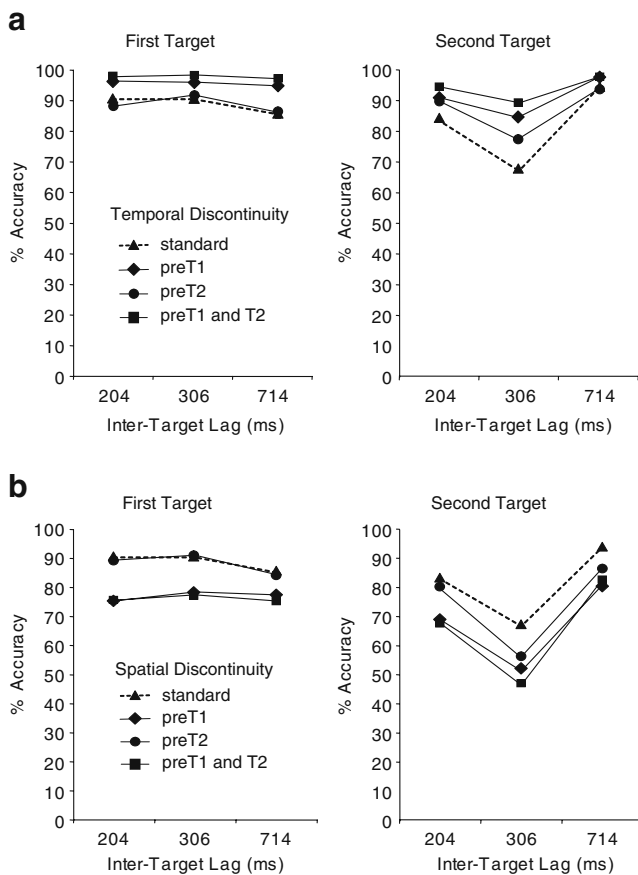 a
First Target
Second Target
% Accuracy
100
90
80
70
60
50
40
30
20
10
0
Temporal Discontinuity
standard
preT1
preT2
preT1 and T2
204 306 714
Inter-Target Lag (ms)
% Accuracy
100
90
80
70
60
50
40
30
20
10
0
204 306 714
Inter-Target Lag (ms)
b
First Target
Second Target
% Accuracy
100
90
80
70
60
50
40
30
20
10
0
Spatial Discontinuity
standard
preT1
preT2
preT1 and T2
204 306 714
Inter-Target Lag (ms)
% Accuracy
100
90
80
70
60
50
40
30
20
10
0
204 306 714
Inter-Target Lag (ms)